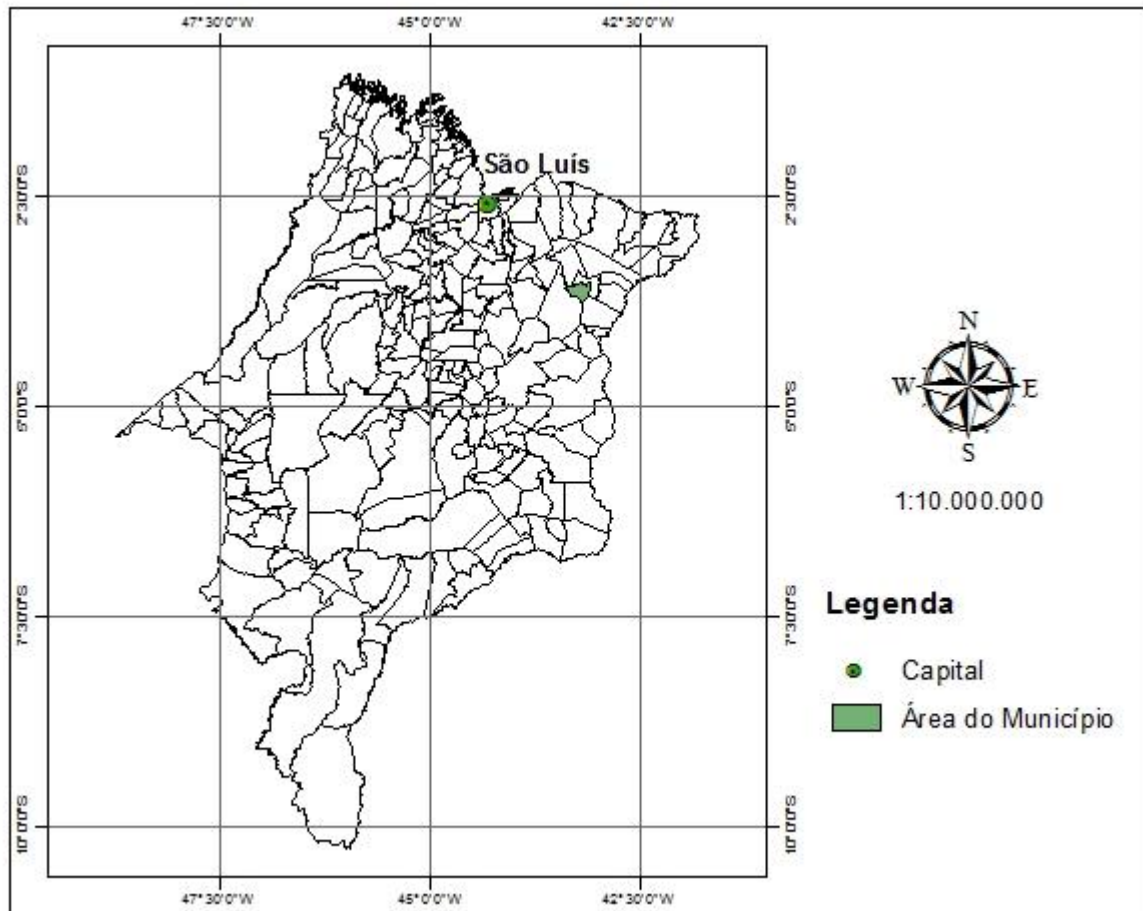 47°30'0"W 45°0'0"W 42°30'0"W
São Luís
2°30'0"S 2°30'0"S
5°0'0"S 5°0'0"S
7°30'0"S 7°30'0"S
10°0'0"S 10°0'0"S
47°30'0"W 45°0'0"W 42°30'0"W
N
W E
S
1:10.000.000
Legenda
Capital
Área do Município